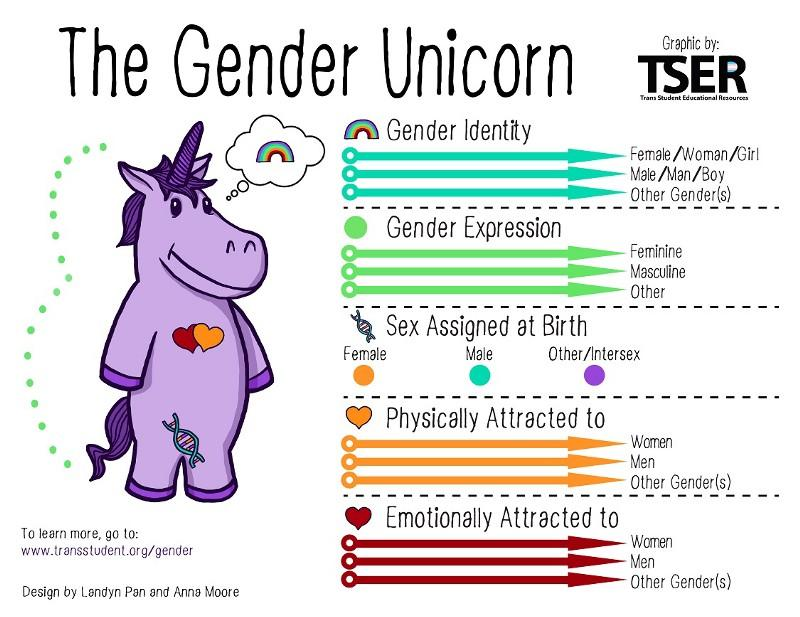 The Gender Unicorn
Graphic by:
TSER
Trans Student Educational Resources
Gender Identity
Female/Woman/Girl
Male/Man/Boy
Other Gender(s)
Gender Expression
Feminine
Masculine
Other
Sex Assigned at Birth
Female Male Other/Intersex
Physically Attracted to
Women
Men
Other Gender(s)
Emotionally Attracted to
Women
Men
Other Gender(s)
To learn more, go to:
www.transstudent.org/gender
Design by Landyn Pan and Anna Moore